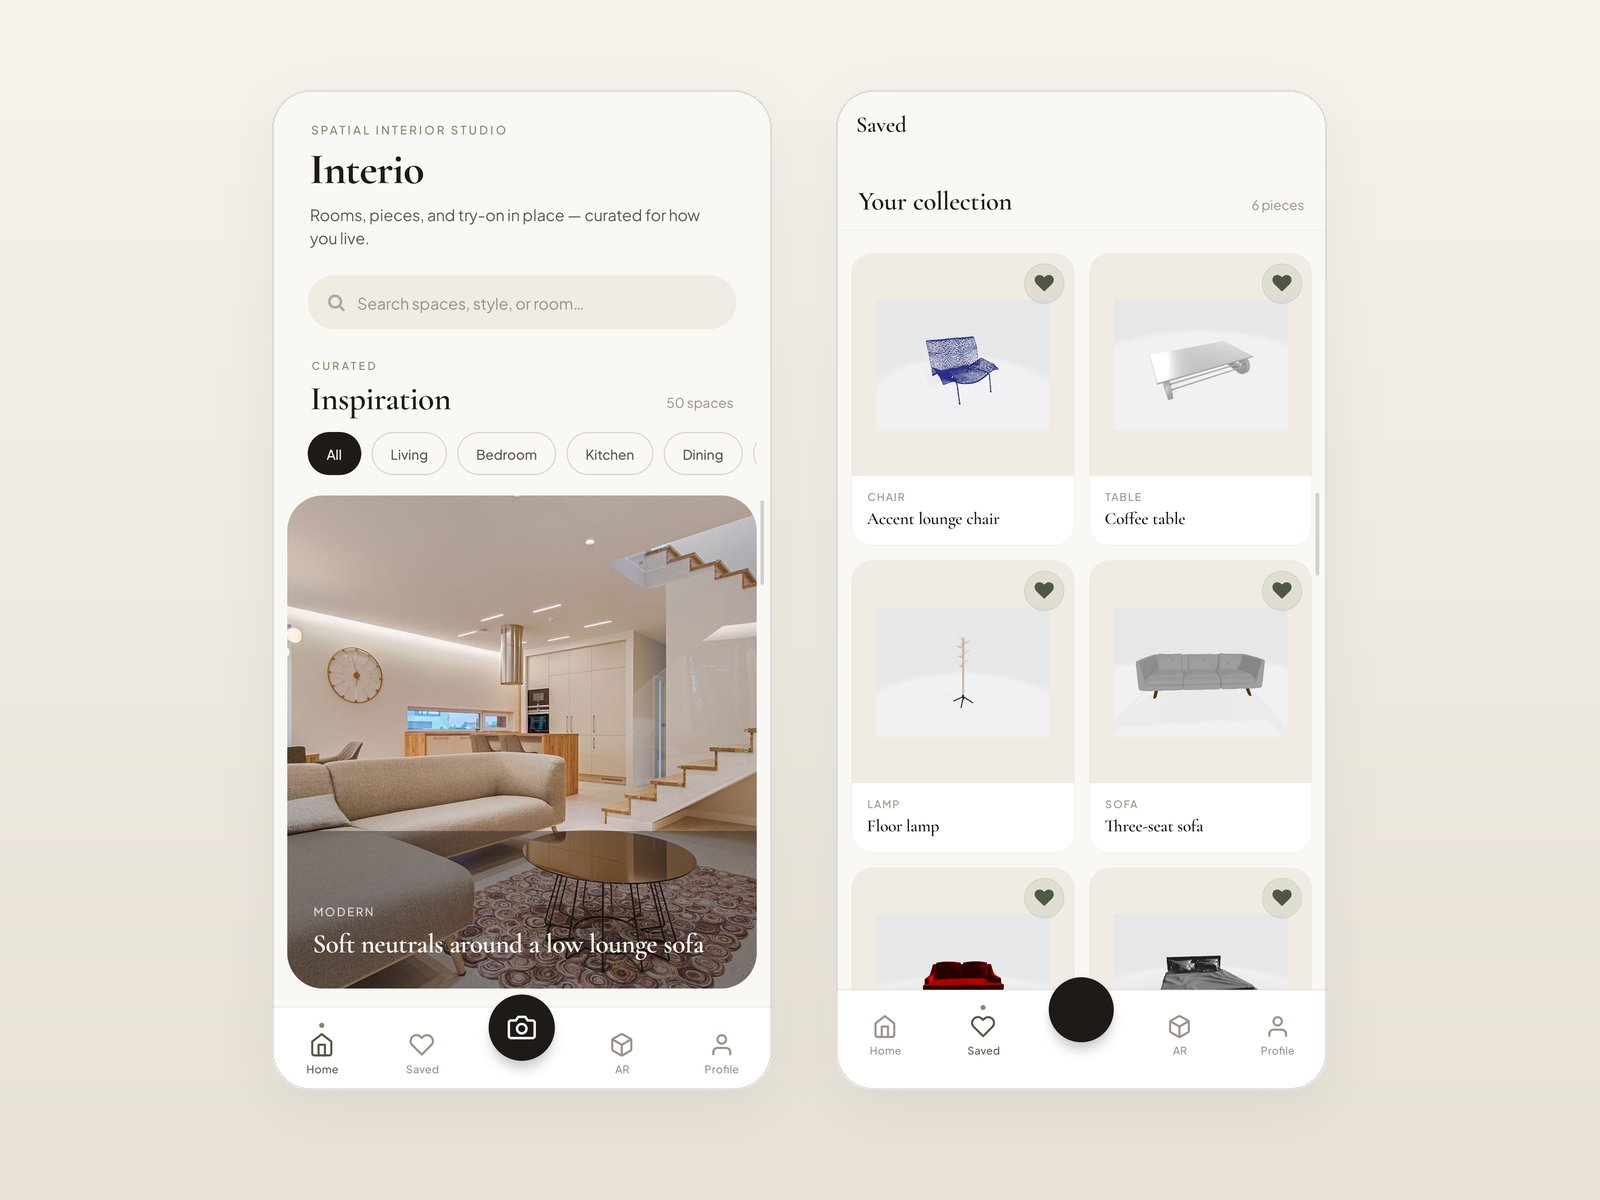 SPATIAL INTERIOR STUDIO
Interio
Rooms, pieces, and try-on in place — curated for how
you live.
Search spaces, style, or room...
CURATED
Inspiration
50 spaces
All
Living
Bedroom
Kitchen
Dining
MODERN
Soft neutrals around a low lounge sofa
Home
Saved
AR
Profile
Saved
Your collection
6 pieces
CHAIR
Accent lounge chair
TABLE
Coffee table
LAMP
Floor lamp
SOFA
Three-seat sofa
Home
Saved
AR
Profile